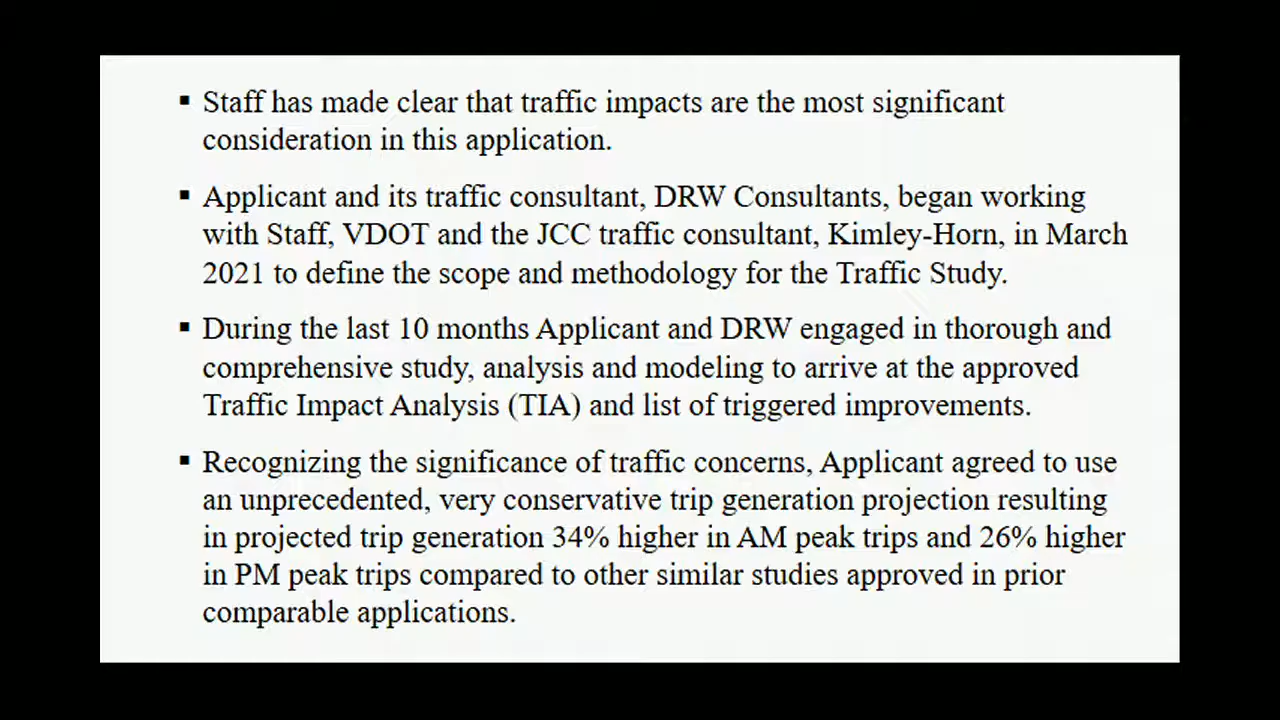 ▪ Staff has made clear that traffic impacts are the most significant
consideration in this application.
▪ Applicant and its traffic consultant, DRW Consultants, began working
with Staff, VDOT and the JCC traffic consultant, Kimley-Horn, in March
2021 to define the scope and methodology for the Traffic Study.
▪ During the last 10 months Applicant and DRW engaged in thorough and
comprehensive study, analysis and modeling to arrive at the approved
Traffic Impact Analysis (TIA) and list of triggered improvements.
▪ Recognizing the significance of traffic concerns, Applicant agreed to use
an unprecedented, very conservative trip generation projection resulting
in projected trip generation 34% higher in AM peak trips and 26% higher
in PM peak trips compared to other similar studies approved in prior
comparable applications.